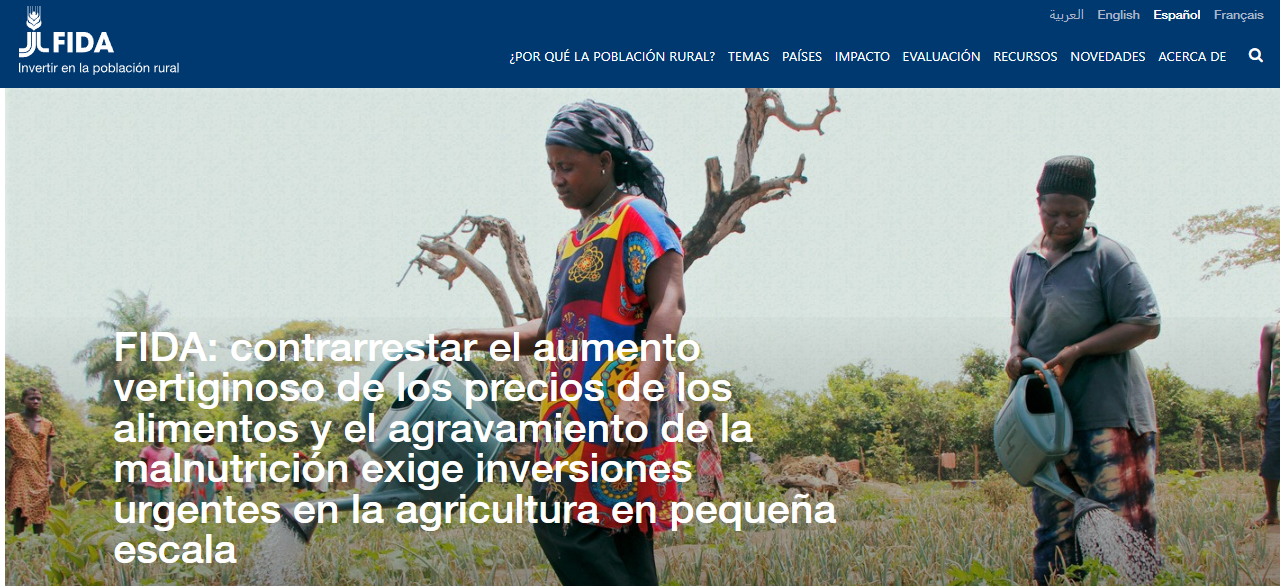 العربية English Español Français
FIDA
Invertir en la población rural
¿POR QUÉ LA POBLACIÓN RURAL? TEMAS PAÍSES IMPACTO EVALUACIÓN RECURSOS NOVEDADES ACERCA DE
FIDA: contrarrestar el aumento
vertiginoso de los precios de los
alimentos y el agravamiento de la
malnutrición exige inversiones
urgentes en la agricultura en pequeña
escala